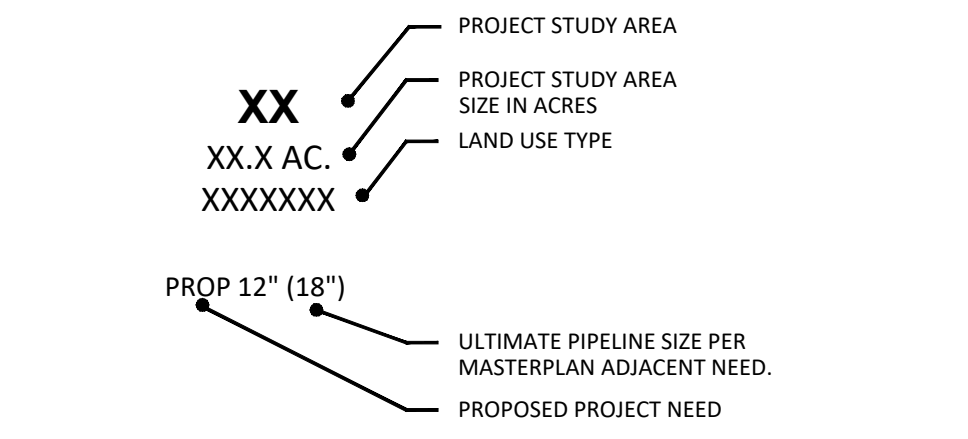 PROJECT STUDY AREA
XX
PROJECT STUDY AREA
SIZE IN ACRES
XX.X AC.
LAND USE TYPE
XXXXXXX
PROP 12" (18")
ULTIMATE PIPELINE SIZE PER
MASTERPLAN ADJACENT NEED.
PROPOSED PROJECT NEED